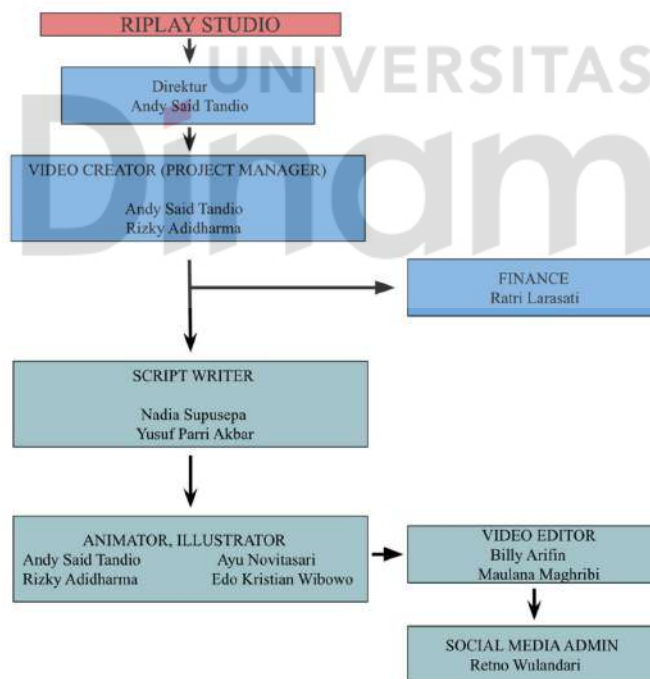 RIPLAY STUDIO
UNIVERSITAS
Dinam
Direktur
Andy Said Tandio
VIDEO CREATOR (PROJECT MANAGER)
Andy Said Tandio
Rizky Adidharma
FINANCE
Ratri Larasati
SCRIPT WRITER
Nadia Supusepa
Yusuf Parri Akbar
ANIMATOR, ILLUSTRATOR
Andy Said Tandio Ayu Novitasari
Rizky Adidharma Edo Kristian Wibowo
VIDEO EDITOR
Billy Arifin
Maulana Maghribi
SOCIAL MEDIA ADMIN
Retno Wulandari